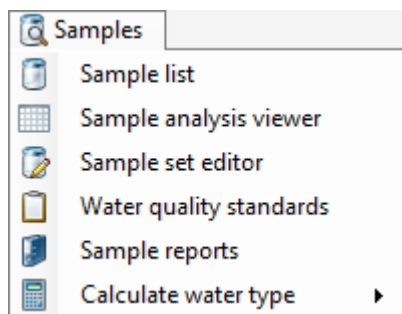 Samples
Sample list
Sample analysis viewer
Sample set editor
Water quality standards
Sample reports
Calculate water type